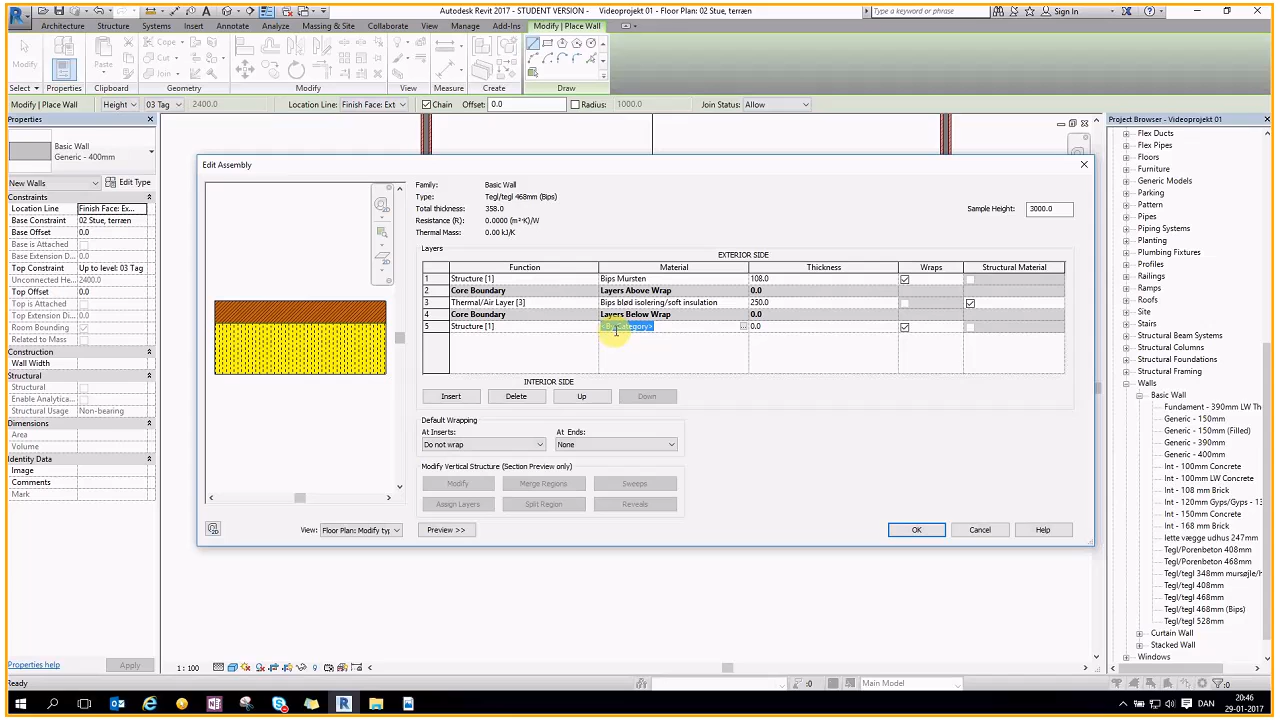 Autodesk Revit 2017 - STUDENT VERSION - Videoprojekt 01 - Floor Plan: 02 Stue, terræn
Type a keyword or phrase
Sign In
Architecture Structure Systems Insert Annotate Analyze Massing & Site Collaborate View Manage Add-Ins Modify | Place Wall
Modify
Paste
Cope
Cut
Join
Select Properties Clipboard Geometry Modify View Measure Create Draw
Modify | Place Wall Height: 03 Tag 2400.0 Location Line: Finish Face: Ext Chain Offset: 0.0 Radius: 1000.0 Join Status: Allow
Properties
Basic Wall
Generic - 400mm
New Walls Edit Type
Constraints
Location Line Finish Face: Ex...
Base Constraint 02 Stue, terræn
Base Offset 0.0
Base is Attached
Base Extension D...
Top Constraint Up to level: 03 Tag
Unconnected He... 2400.0
Top Offset 0.0
Top is Attached
Top Extension Di...
Room Bounding
Related to Mass
Construction
Wall Width
Structural
Structural
Enable Analytica...
Structural Usage Non-bearing
Dimensions
Area
Volume
Identity Data
Image
Comments
Mark
Properties help Apply
Edit Assembly
Family: Basic Wall
Type: Tegl/tegl 468mm (Bips)
Total thickness: 358.0 Sample Height: 3000.0
Resistance (R): 0.0000 (m²·K)/W
Thermal Mass: 0.00 kJ/K
Layers
EXTERIOR SIDE
Function Material Thickness Wraps Structural Material
1 Structure [1] Bips Mursten 108.0
2 Core Boundary Layers Above Wrap 0.0
3 Thermal/Air Layer [3] Bips blød isolering/soft insulation 250.0
4 Core Boundary Layers Below Wrap 0.0
5 Structure [1] <By Category> 0.0
INTERIOR SIDE
Insert Delete Up Down
Default Wrapping
At Inserts: At Ends:
Do not wrap None
Modify Vertical Structure (Section Preview only)
Modify Merge Regions Sweeps
Assign Layers Split Region Reveals
View: Floor Plan: Modify typ Preview >> OK Cancel Help
Project Browser - Videoprojekt 01
Flex Ducts
Flex Pipes
Floors
Furniture
Generic Models
Parking
Pattern
Pipes
Planting
Plumbing Fixtures
Railings
Ramps
Roofs
Site
Stairs
Structural Beam Systems
Structural Columns
Structural Foundations
Structural Framing
Walls
Basic Wall
Fundament - 390mm LW Th
Generic - 150mm
Generic - 150mm (Filled)
Generic - 390mm
Generic - 400mm
Int - 100mm Concrete
Int - 100mm LW Concrete
Int - 108 mm Brick
Int - 120mm Gyps/Gyps - 13
Int - 150mm Concrete
Int - 168 mm Brick
lette vægge udhus 247mm
Tegl/Porenbeton 408mm
Tegl/Porenbeton 468mm
Tegl/tegl 348mm mursøjle/h
Tegl/tegl 408mm
Tegl/tegl 468mm
Tegl/tegl 468mm (Bips)
Tegl/tegl 528mm
Curtain Wall
Stacked Wall
Windows
1 : 100
Ready :0 Main Model :0
DAN
20:46
29-01-2017